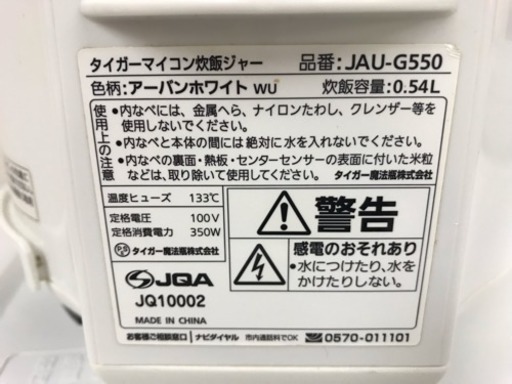 タイガーマイコン炊飯ジャー 品番:JAU-G550
色柄:アーバンホワイト WU 炊飯容量:0.54L
使用上の注意
・内なべには、金属へら、ナイロンたわし、クレンザー等を
使用しないでください。
・内なべと本体の間には絶対に水を入れないでください。
・内なべの裏面・熱板・センターセンサーの表面に付いた米粒
などは、取り除いて使用してください。 タイガー魔法瓶株式会社
温度ヒューズ 133℃
定格電圧 100V
定格消費電力 350W
PSE タイガー魔法瓶株式会社
警告
感電のおそれあり
・水につけたり、水を
かけたりしない。
JQA
JQ10002
MADE IN CHINA
お客様ご相談窓口 ナビダイヤル 市内通話料でOK 0570-011101